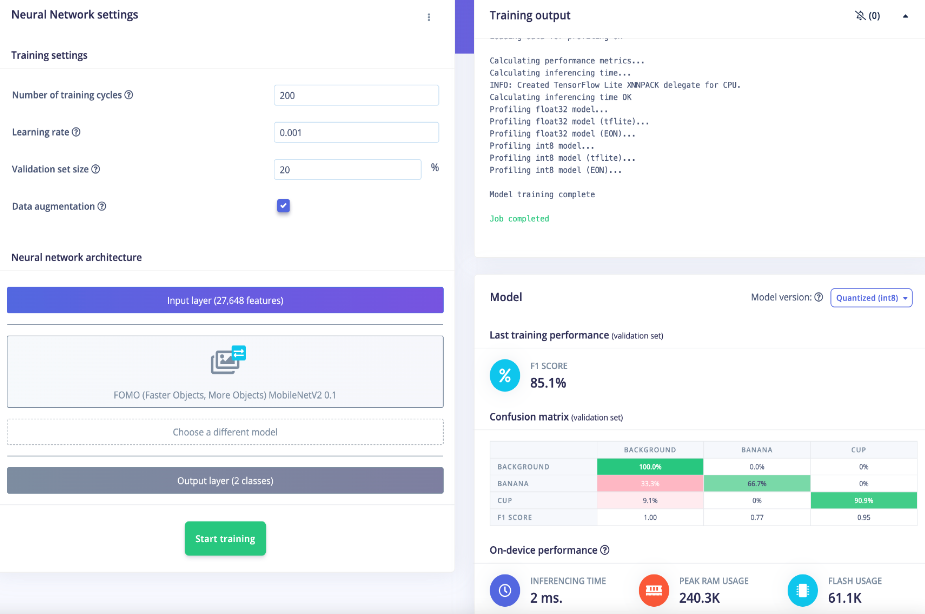 Neural Network settings
Training settings
Number of training cycles
200
Learning rate
0.001
Validation set size
20
%
Data augmentation
Neural network architecture
Input layer (27,648 features)
FOMO (Faster Objects, More Objects) MobileNetV2 0.1
Choose a different model
Output layer (2 classes)
Start training
Training output
(0)
Calculating performance metrics...
Calculating inferencing time...
INFO: Created TensorFlow Lite XNNPACK delegate for CPU.
Calculating inferencing time OK
Profiling float32 model...
Profiling float32 model (tflite)...
Profiling float32 model (EON)...
Profiling int8 model...
Profiling int8 model (tflite)...
Profiling int8 model (EON)...
Model training complete
Job completed
Model
Model version:
Quantized (int8)
Last training performance (validation set)
%
F1 SCORE
85.1%
Confusion matrix (validation set)
BACKGROUND BANANA CUP
BACKGROUND 100.0% 0.0% 0%
BANANA 33.3% 66.7% 0%
CUP 9.1% 0% 90.9%
F1 SCORE 1.00 0.77 0.95
On-device performance
INFERENCING TIME
2 ms.
PEAK RAM USAGE
240.3K
FLASH USAGE
61.1K